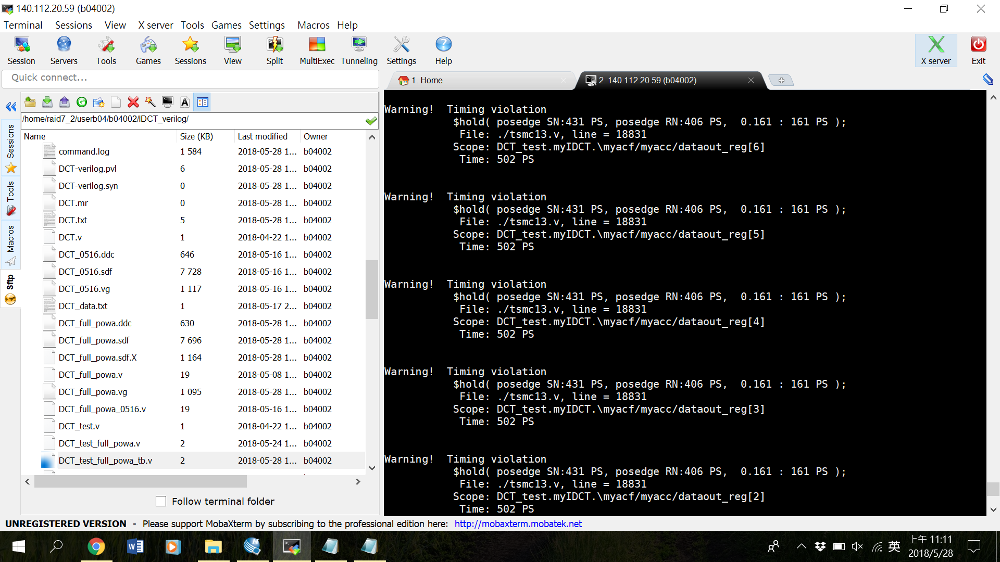 140.112.20.59 (b04002)
Terminal Sessions View X server Tools Games Settings Macros Help
Session Servers Tools Games Sessions View Split MultiExec Tunneling Settings Help X server Exit
Quick connect...
1. Home
2. 140.112.20.59 (b04002)
Sessions
Tools
Macros
Sftp
/home/raid7_2/userb04/b04002/IDCT_verilog/
Name Size (KB) Last modified Owner
command.log 1 584 2018-05-28 1... b04002
DCT-verilog.pvl 6 2018-05-28 1... b04002
DCT-verilog.syn 0 2018-05-28 1... b04002
DCT.mr 0 2018-05-28 1... b04002
DCT.txt 5 2018-05-28 1... b04002
DCT.v 1 2018-04-22 1... b04002
DCT_0516.ddc 646 2018-05-16 1... b04002
DCT_0516.sdf 7 728 2018-05-16 1... b04002
DCT_0516.vg 1 117 2018-05-16 1... b04002
DCT_data.txt 1 2018-05-17 2... b04002
DCT_full_powa.ddc 630 2018-05-28 1... b04002
DCT_full_powa.sdf 7 696 2018-05-28 1... b04002
DCT_full_powa.sdf.X 1 164 2018-05-28 1... b04002
DCT_full_powa.v 19 2018-05-08 1... b04002
DCT_full_powa.vg 1 095 2018-05-28 1... b04002
DCT_full_powa_0516.v 19 2018-05-16 1... b04002
DCT_test.v 1 2018-04-22 1... b04002
DCT_test_full_powa.v 2 2018-05-24 1... b04002
DCT_test_full_powa_tb.v 2 2018-05-28 1... b04002
Follow terminal folder
Warning! Timing violation
$hold( posedge SN:431 PS, posedge RN:406 PS, 0.161 : 161 PS );
File: ./tsmc13.v, line = 18831
Scope: DCT_test.myIDCT.\myacf/myacc/dataout_reg[6]
Time: 502 PS
Warning! Timing violation
$hold( posedge SN:431 PS, posedge RN:406 PS, 0.161 : 161 PS );
File: ./tsmc13.v, line = 18831
Scope: DCT_test.myIDCT.\myacf/myacc/dataout_reg[5]
Time: 502 PS
Warning! Timing violation
$hold( posedge SN:431 PS, posedge RN:406 PS, 0.161 : 161 PS );
File: ./tsmc13.v, line = 18831
Scope: DCT_test.myIDCT.\myacf/myacc/dataout_reg[4]
Time: 502 PS
Warning! Timing violation
$hold( posedge SN:431 PS, posedge RN:406 PS, 0.161 : 161 PS );
File: ./tsmc13.v, line = 18831
Scope: DCT_test.myIDCT.\myacf/myacc/dataout_reg[3]
Time: 502 PS
Warning! Timing violation
$hold( posedge SN:431 PS, posedge RN:406 PS, 0.161 : 161 PS );
File: ./tsmc13.v, line = 18831
Scope: DCT_test.myIDCT.\myacf/myacc/dataout_reg[2]
Time: 502 PS
UNREGISTERED VERSION - Please support MobaXterm by subscribing to the professional edition here: http://mobaxterm.mobatek.net
英
上午 11:11
2018/5/28